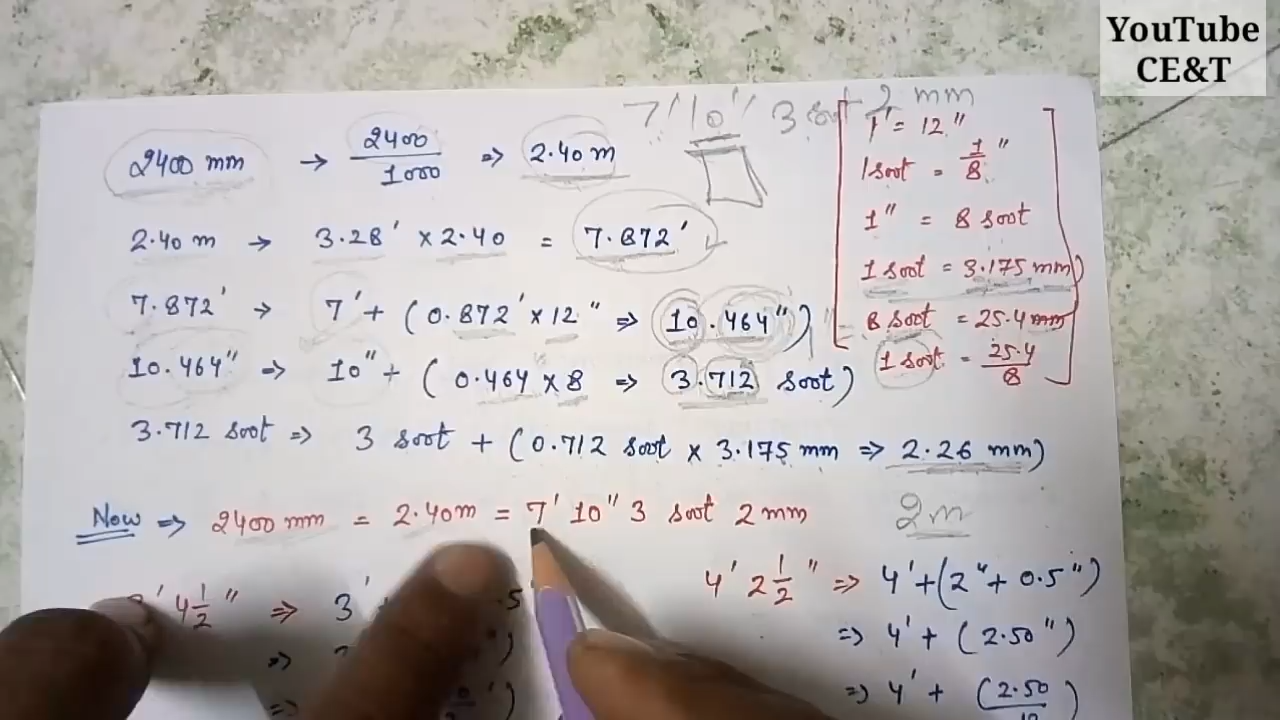 YouTube
CE&T
7' 10" 3 soot 2 mm
2400 mm → 2400/1000 => 2.40 m
2.40 m → 3.28' × 2.40 = 7.872'
7.872' → 7' + (0.872' × 12" => 10.464")
10.464" => 10" + (0.464 × 8 => 3.712 soot)
3.712 soot => 3 soot + (0.712 soot × 3.175 mm => 2.26 mm)
1' = 12"
1 soot = 1/8"
1" = 8 soot
1 soot = 3.175 mm
8 soot = 25.4 mm
1 soot = 25.4/8
Now => 2400 mm = 2.40m = 7' 10" 3 soot 2 mm
2m
4 1/2" => 3'
=>
=>
4' 2 1/2" => 4'+(2"+ 0.5")
=> 4' + (2.50")
=> 4' + (2.50/12)